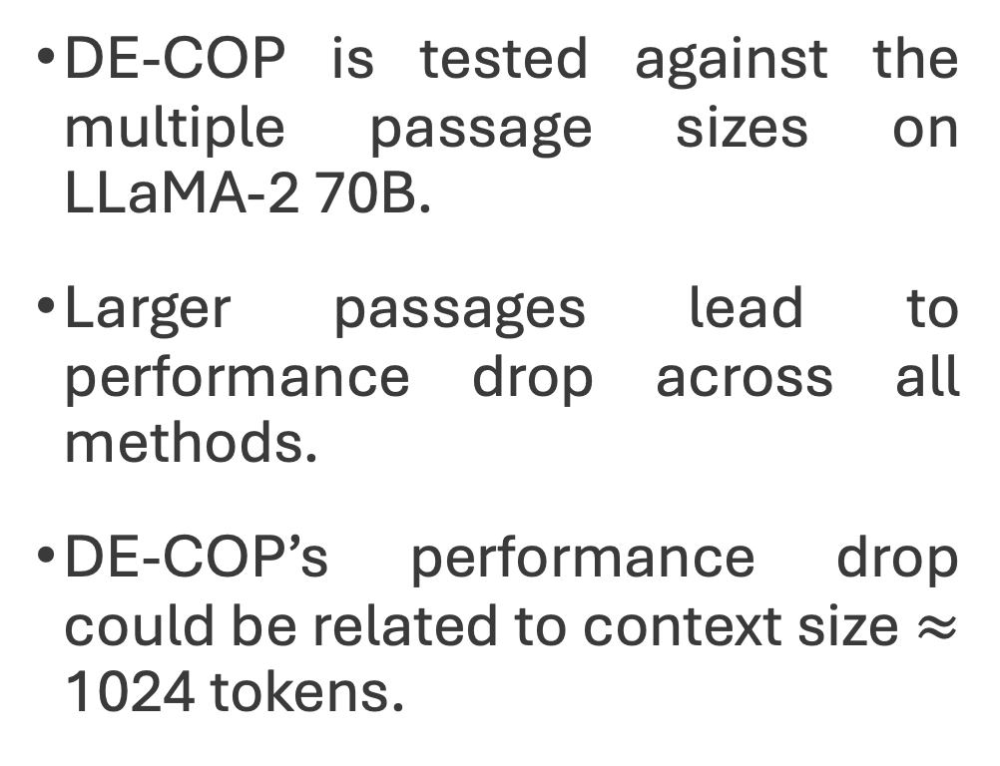 •DE-COP is tested against the
multiple passage sizes on
LLaMA-2 70B.
•Larger passages lead to
performance drop across all
methods.
•DE-COP’s performance drop
could be related to context size ≈
1024 tokens.